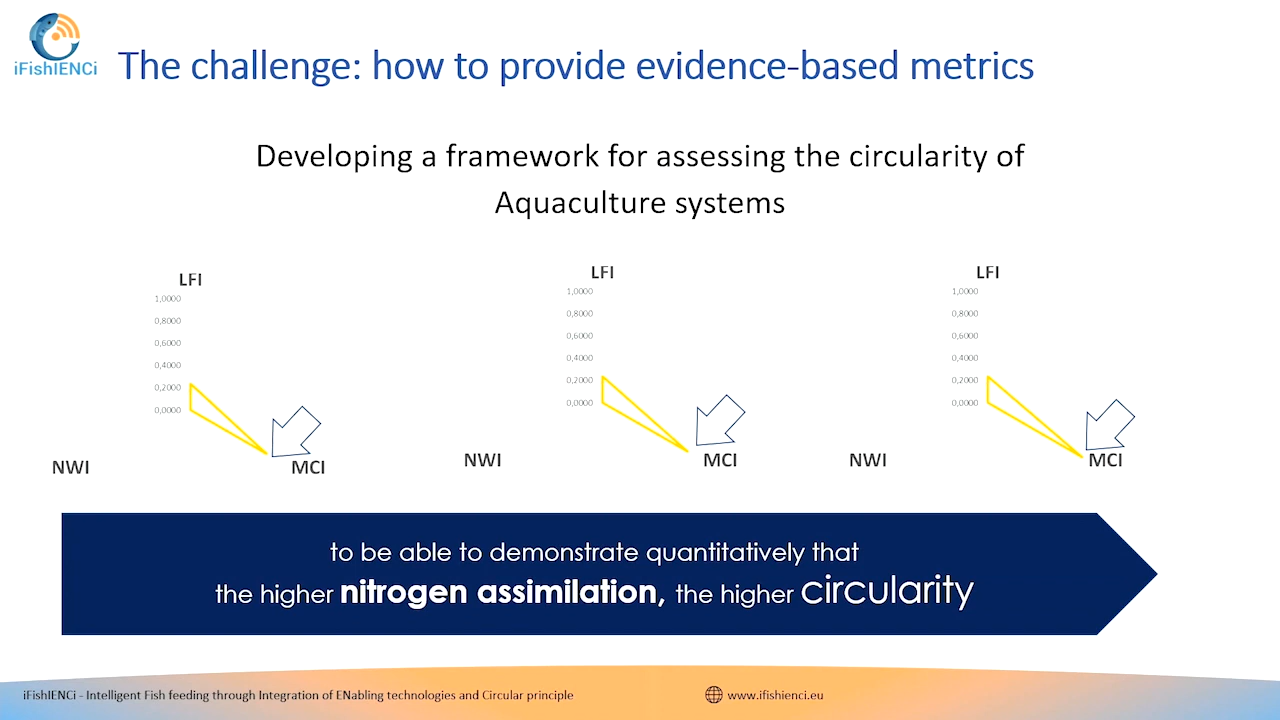 iFishIENCi
The challenge: how to provide evidence-based metrics
Developing a framework for assessing the circularity of
Aquaculture systems
LFI
1,0000
0,8000
0,6000
0,4000
0,2000
0,0000
NWI
MCI
LFI
1,0000
0,8000
0,6000
0,4000
0,2000
0,0000
NWI
MCI
LFI
1,0000
0,8000
0,6000
0,4000
0,2000
0,0000
NWI
MCI
to be able to demonstrate quantitatively that
the higher nitrogen assimilation, the higher circularity
iFishIENCi - Intelligent Fish feeding through Integration of ENabling technologies and Circular principle
www.ifishienci.eu